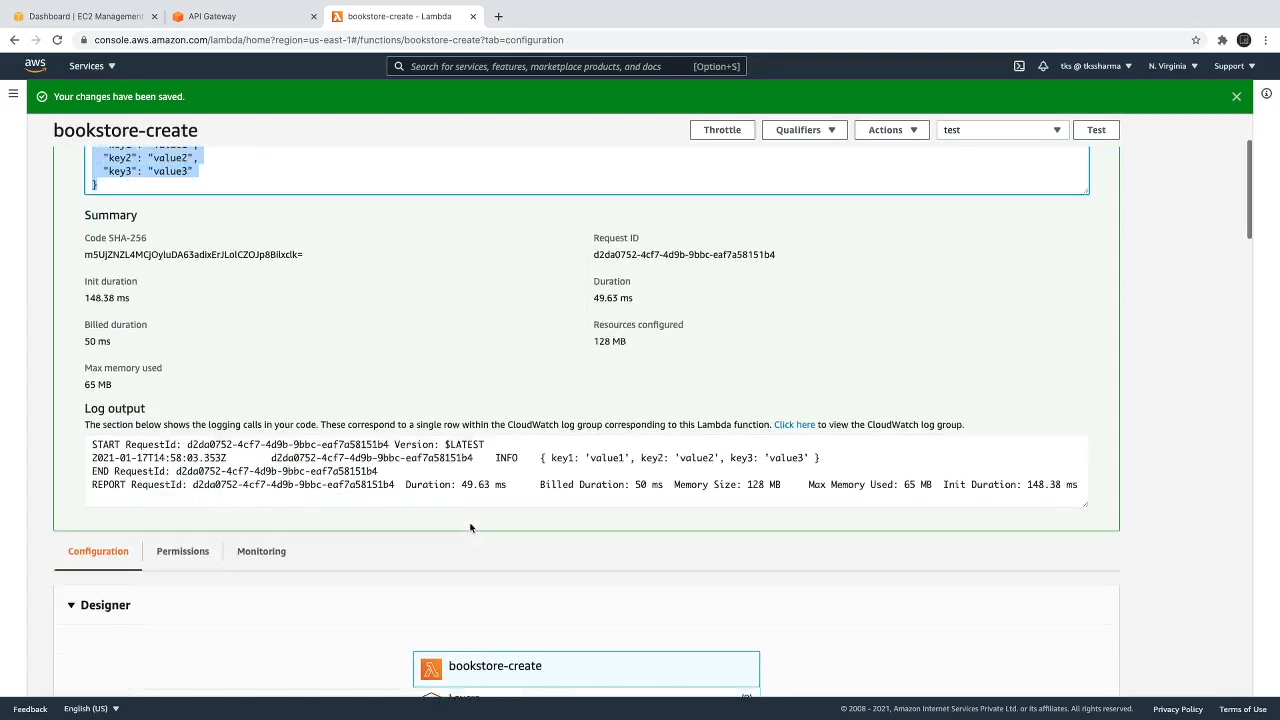 Dashboard | EC2 Management
API Gateway
bookstore-create - Lambda
console.aws.amazon.com/lambda/home?region=us-east-1#/functions/bookstore-create?tab=configuration
aws
Services
Search for services, features, marketplace products, and docs
[Option+S]
tks @ tkssharma
N. Virginia
Support
Your changes have been saved.
bookstore-create
Throttle
Qualifiers
Actions
test
Test
"key2": "value2",
"key3": "value3"
}
Summary
Code SHA-256
Request ID
d2da0752-4cf7-4d9b-9bbc-eaf7a58151b4
Init duration
Duration
148.38 ms
49.63 ms
Billed duration
Resources configured
50 ms
128 MB
Max memory used
65 MB
Log output
The section below shows the logging calls in your code. These correspond to a single row within the CloudWatch log group corresponding to this Lambda function. Click here to view the CloudWatch log group.
START RequestId: d2da0752-4cf7-4d9b-9bbc-eaf7a58151b4 Version: $LATEST
2021-01-17T14:58:03.353Z d2da0752-4cf7-4d9b-9bbc-eaf7a58151b4 INFO { key1: 'value1', key2: 'value2', key3: 'value3' }
END RequestId: d2da0752-4cf7-4d9b-9bbc-eaf7a58151b4
REPORT RequestId: d2da0752-4cf7-4d9b-9bbc-eaf7a58151b4 Duration: 49.63 ms Billed Duration: 50 ms Memory Size: 128 MB Max Memory Used: 65 MB Init Duration: 148.38 ms
Configuration
Permissions
Monitoring
Designer
bookstore-create
Feedback
English (US)
© 2008 - 2021, Amazon Internet Services Private Ltd. or its affiliates. All rights reserved.
Privacy Policy
Terms of Use